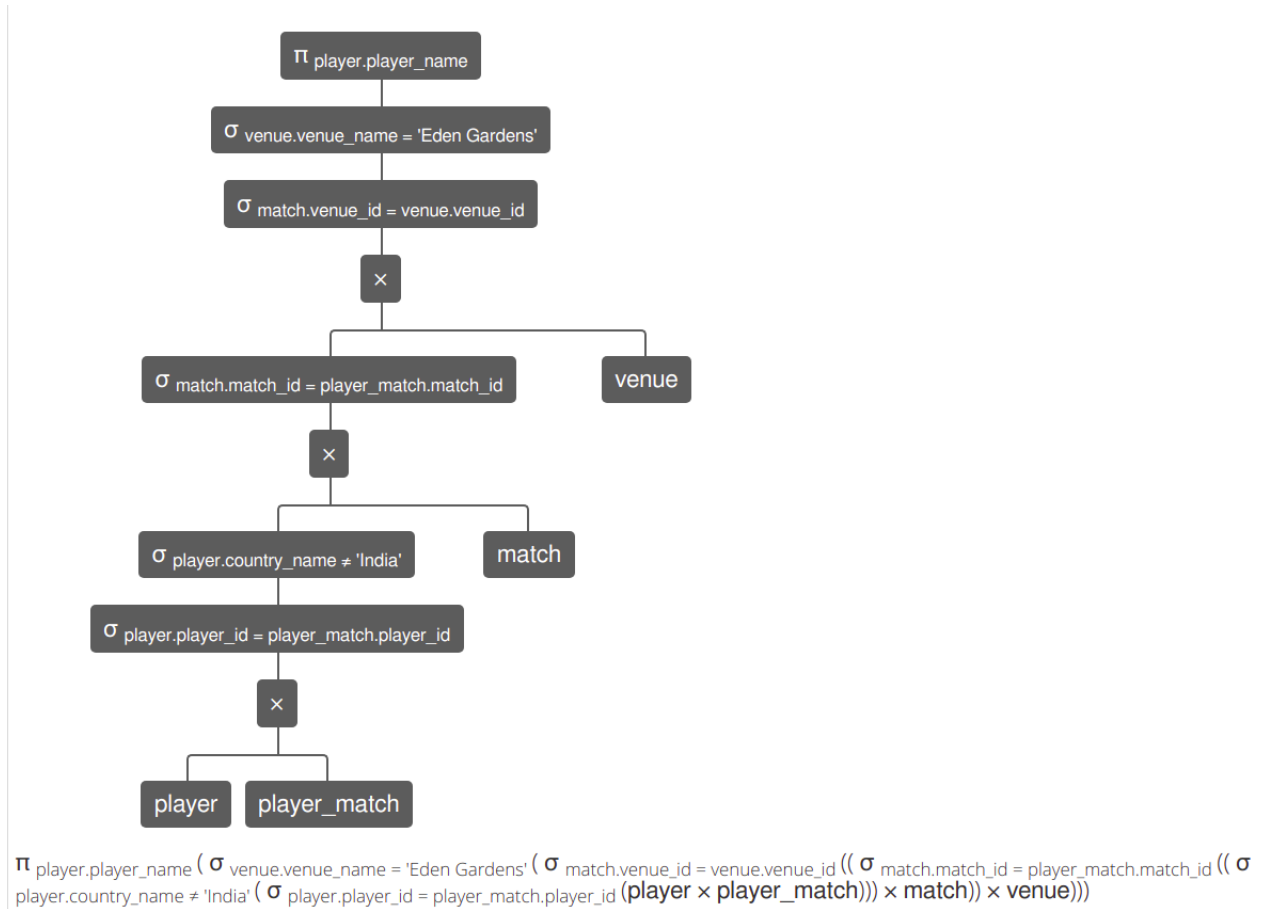 π player.player_name
σ venue.venue_name = 'Eden Gardens'
σ match.venue_id = venue.venue_id
×
σ match.match_id = player_match.match_id
venue
×
σ player.country_name ≠ 'India'
match
σ player.player_id = player_match.player_id
×
player
player_match
π player.player_name ( σ venue.venue_name = 'Eden Gardens' ( σ match.venue_id = venue.venue_id (( σ match.match_id = player_match.match_id (( σ
player.country_name ≠ 'India' ( σ player.player_id = player_match.player_id (player × player_match))) × match)) × venue)))